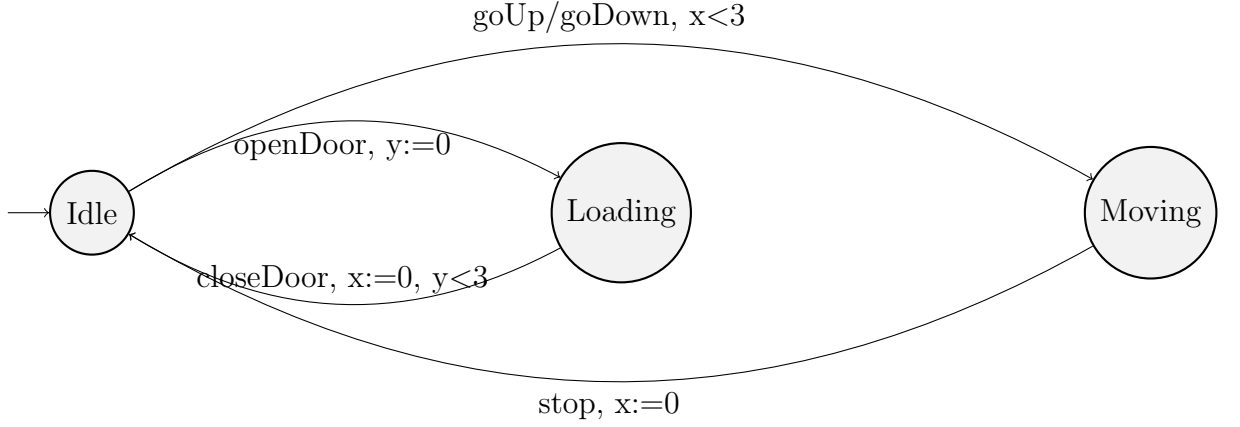 goUp/goDown, x<3
openDoor, y:=0
Idle
Loading
Moving
closeDoor, x:=0, y<3
stop, x:=0